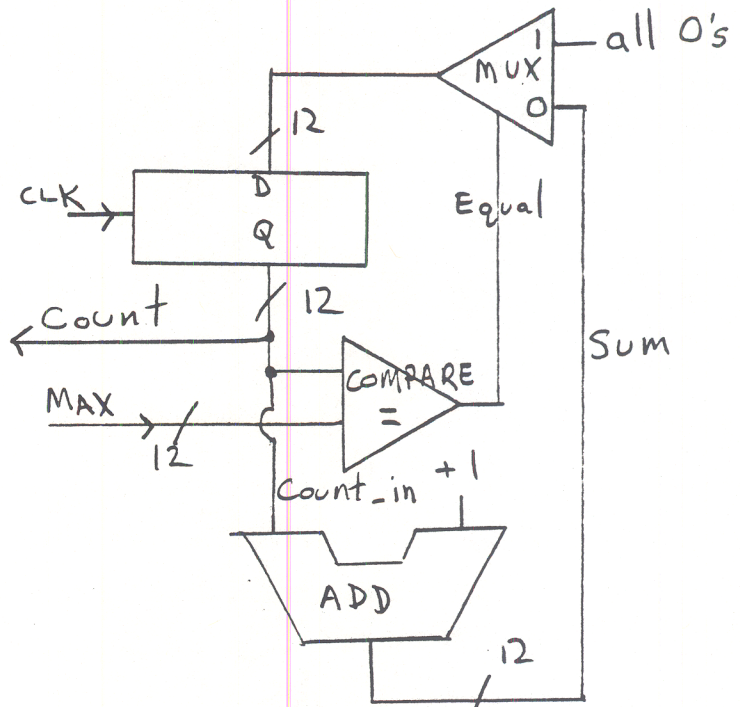 1
all 0's
MUX
0
12
CLK
D
Q
Equal
12
Count
Sum
COMPARE
=
MAX
12
Count_in
+1
ADD
12